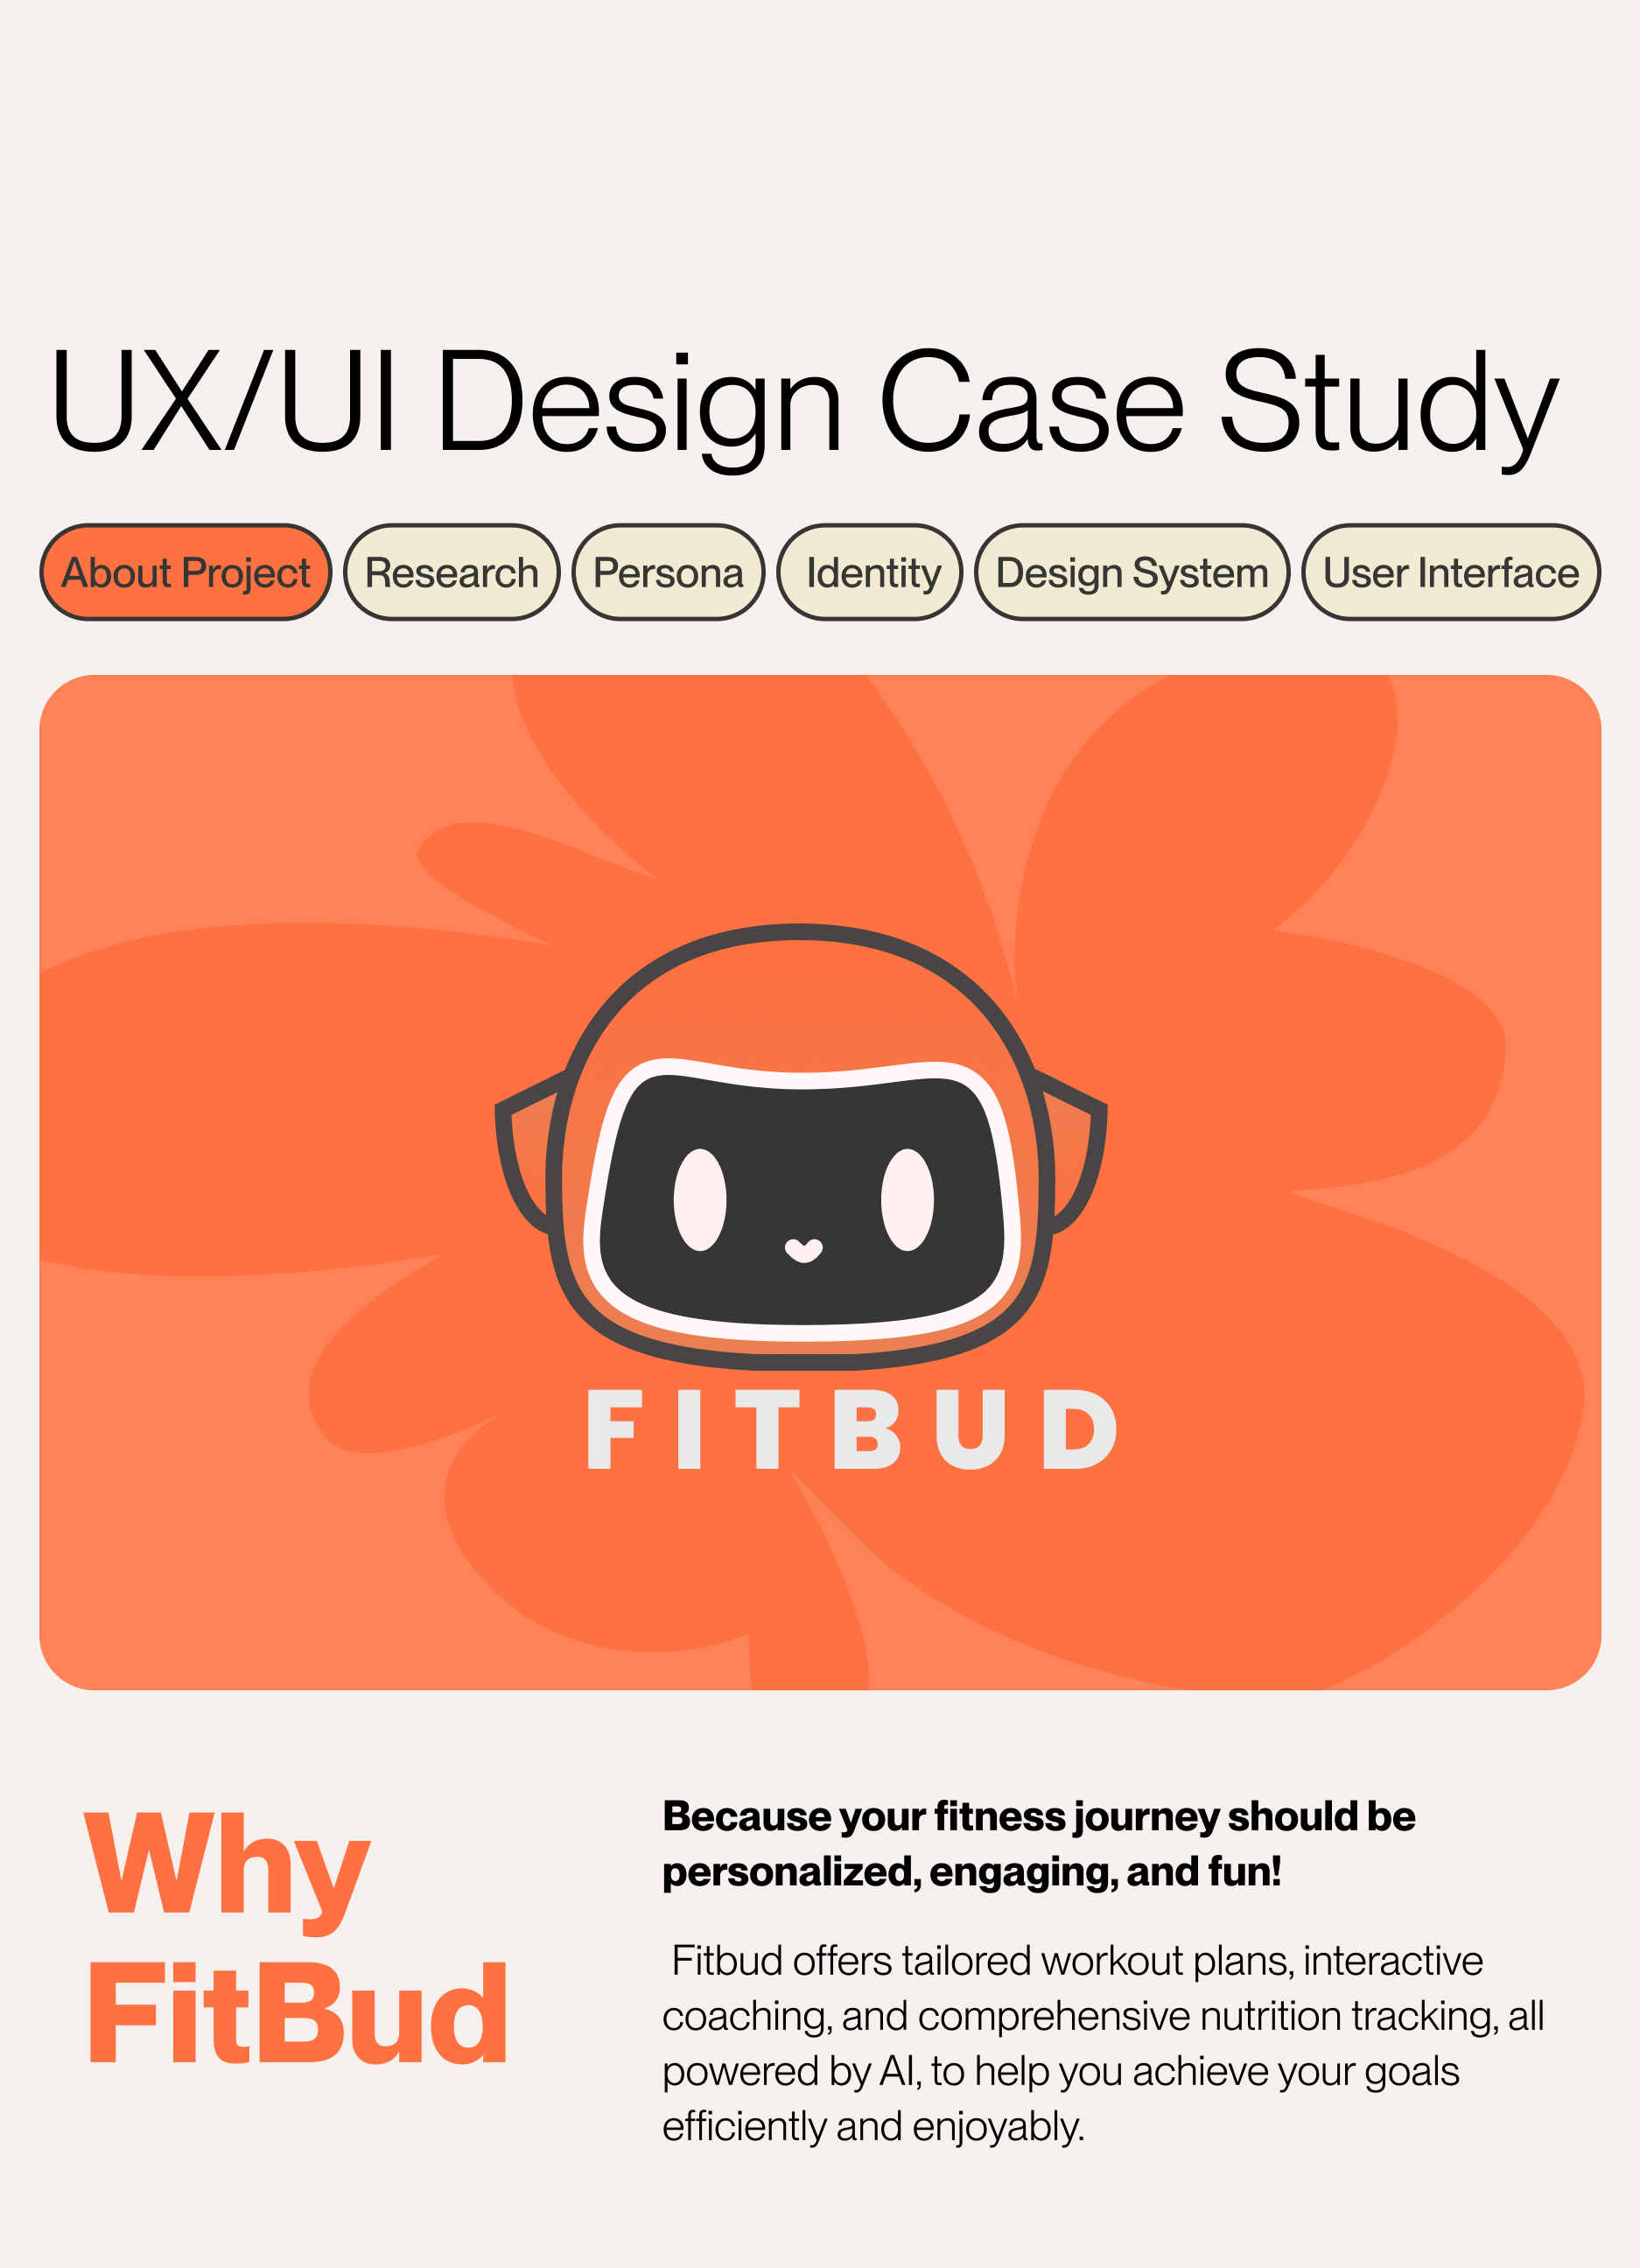 UX/UI Design Case Study
About Project Research Persona Identity Design System User Interface
FITBUD
Why
FitBud
Because your fitness journey should be
personalized, engaging, and fun!
Fitbud offers tailored workout plans, interactive
coaching, and comprehensive nutrition tracking, all
powered by AI, to help you achieve your goals
efficiently and enjoyably.